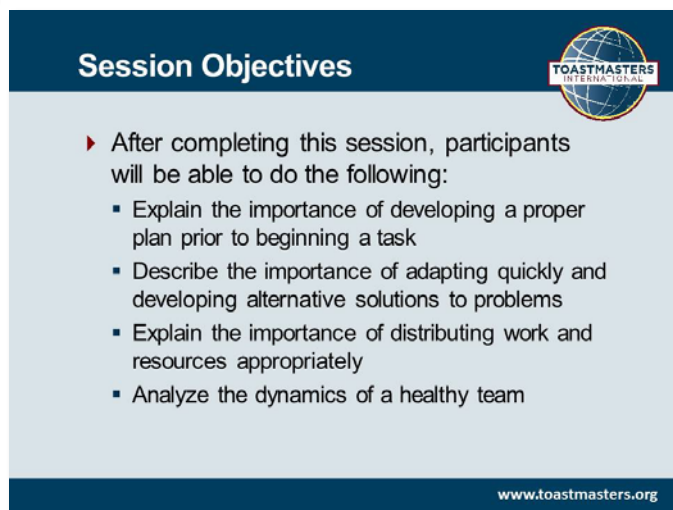 Session Objectives
TOASTMASTERS
INTERNATIONAL
After completing this session, participants
will be able to do the following:
Explain the importance of developing a proper
plan prior to beginning a task
Describe the importance of adapting quickly and
developing alternative solutions to problems
Explain the importance of distributing work and
resources appropriately
Analyze the dynamics of a healthy team
www.toastmasters.org